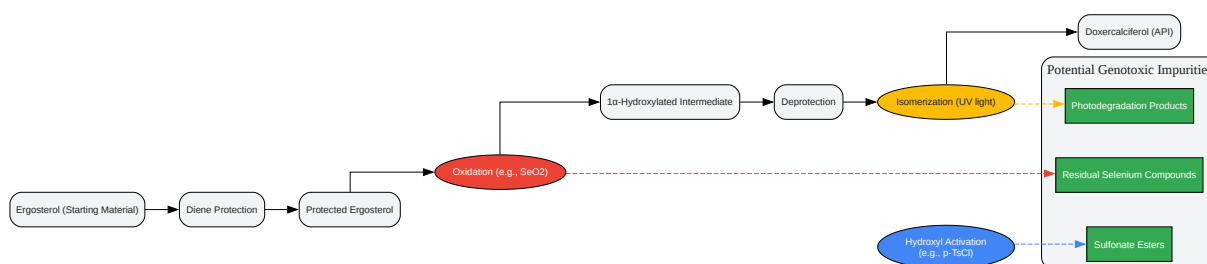 Doxercalciferol (API)
Potential Genotoxic Impurities
1α-Hydroxylated Intermediate
Deprotection
Isomerization (UV light)
Photodegradation Products
Oxidation (e.g., SeO2)
Residual Selenium Compounds
Ergosterol (Starting Material)
Diene Protection
Protected Ergosterol
Hydroxyl Activation
(e.g., p-TsCl)
Sulfonate Esters